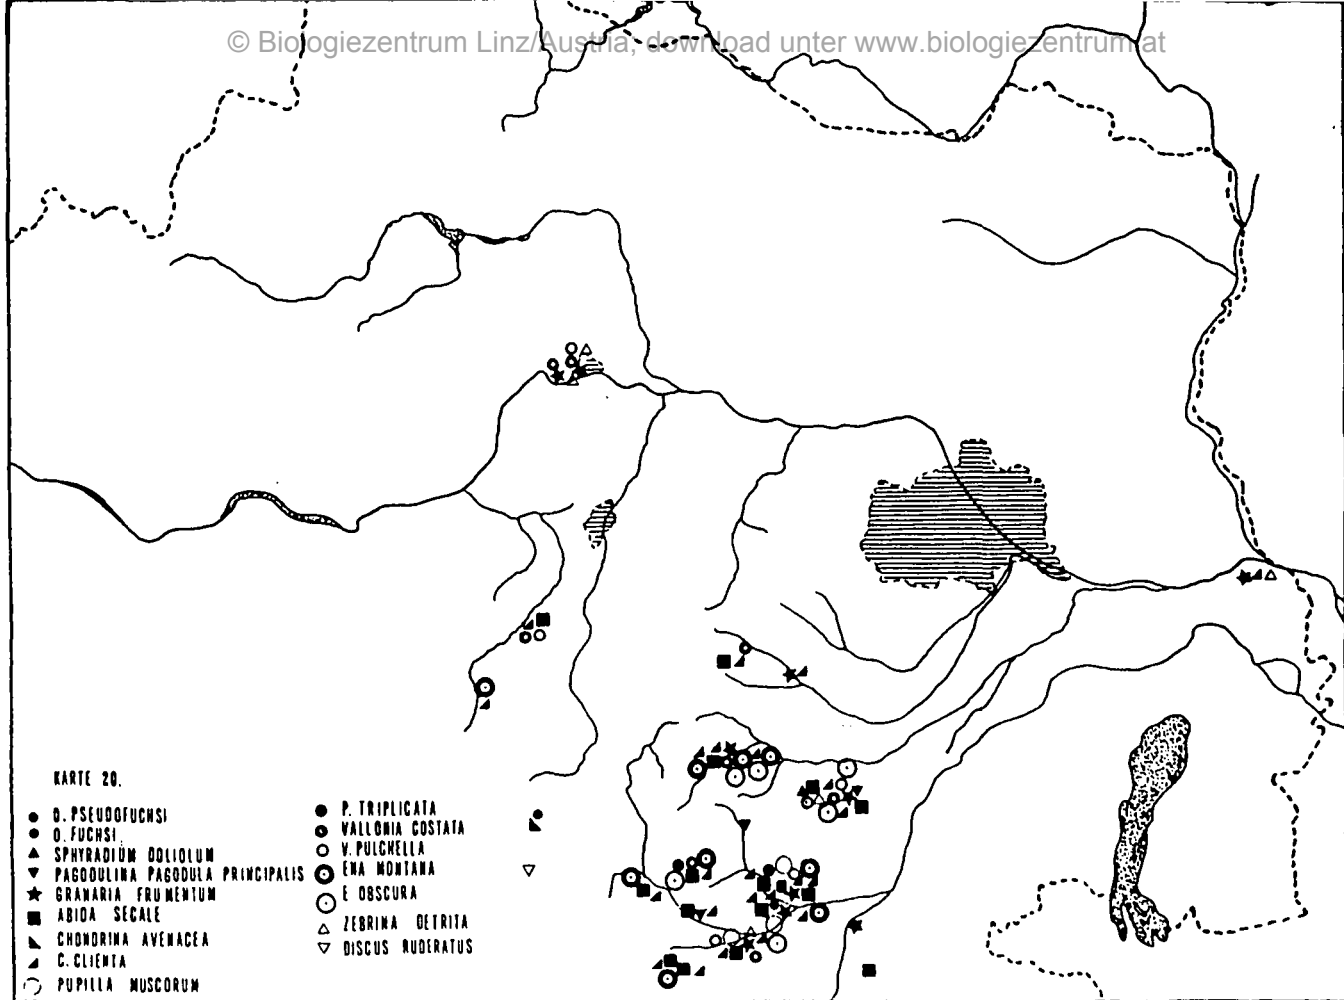 © Biologiezentrum Linz/Austria; download unter www.biologiezentrum.at
KARTE 20.
O. PSEUDOFUCHSI
O. FUCHSI
SPHYRADIUM DOLIOLUM
PAGODULINA PAGODULA PRINCIPALIS
GRANARIA FRUMENTUM
ABIDA SECALE
CHONDRINA AVENACEA
C. CLIENTA
PUPILLA MUSCORUM
P. TRIPLICATA
VALLONIA COSTATA
V. PULCHELLA
ENA MONTANA
E OBSCURA
ZEBRINA DETRITA
DISCUS RUDERATUS